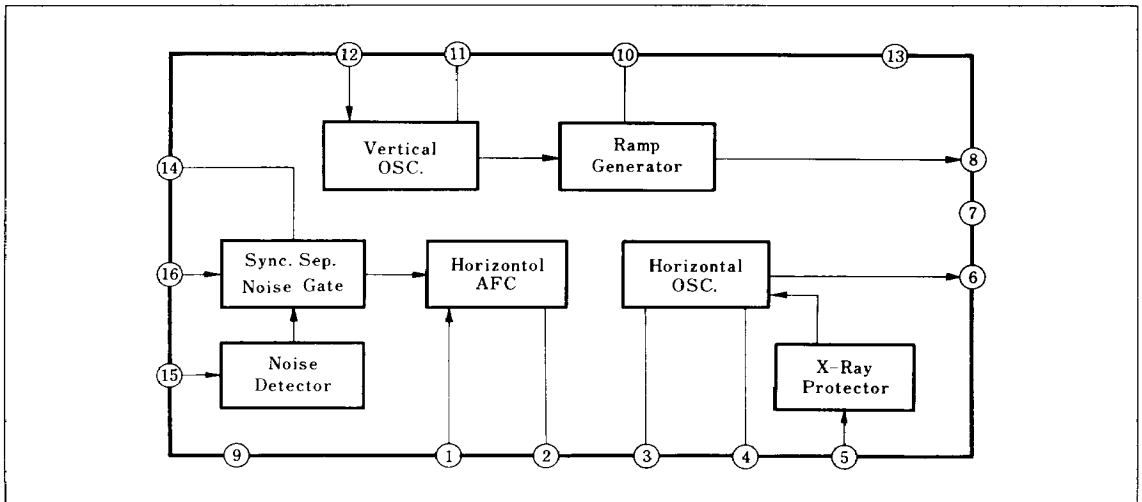 12
11
10
13
Vertical
OSC.
Ramp
Generator
14
8
7
16
Sync. Sep.
Noise Gate
Horizontol
AFC
Horizontal
OSC.
6
15
Noise
Detector
X-Ray
Protector
9
1
2
3
4
5